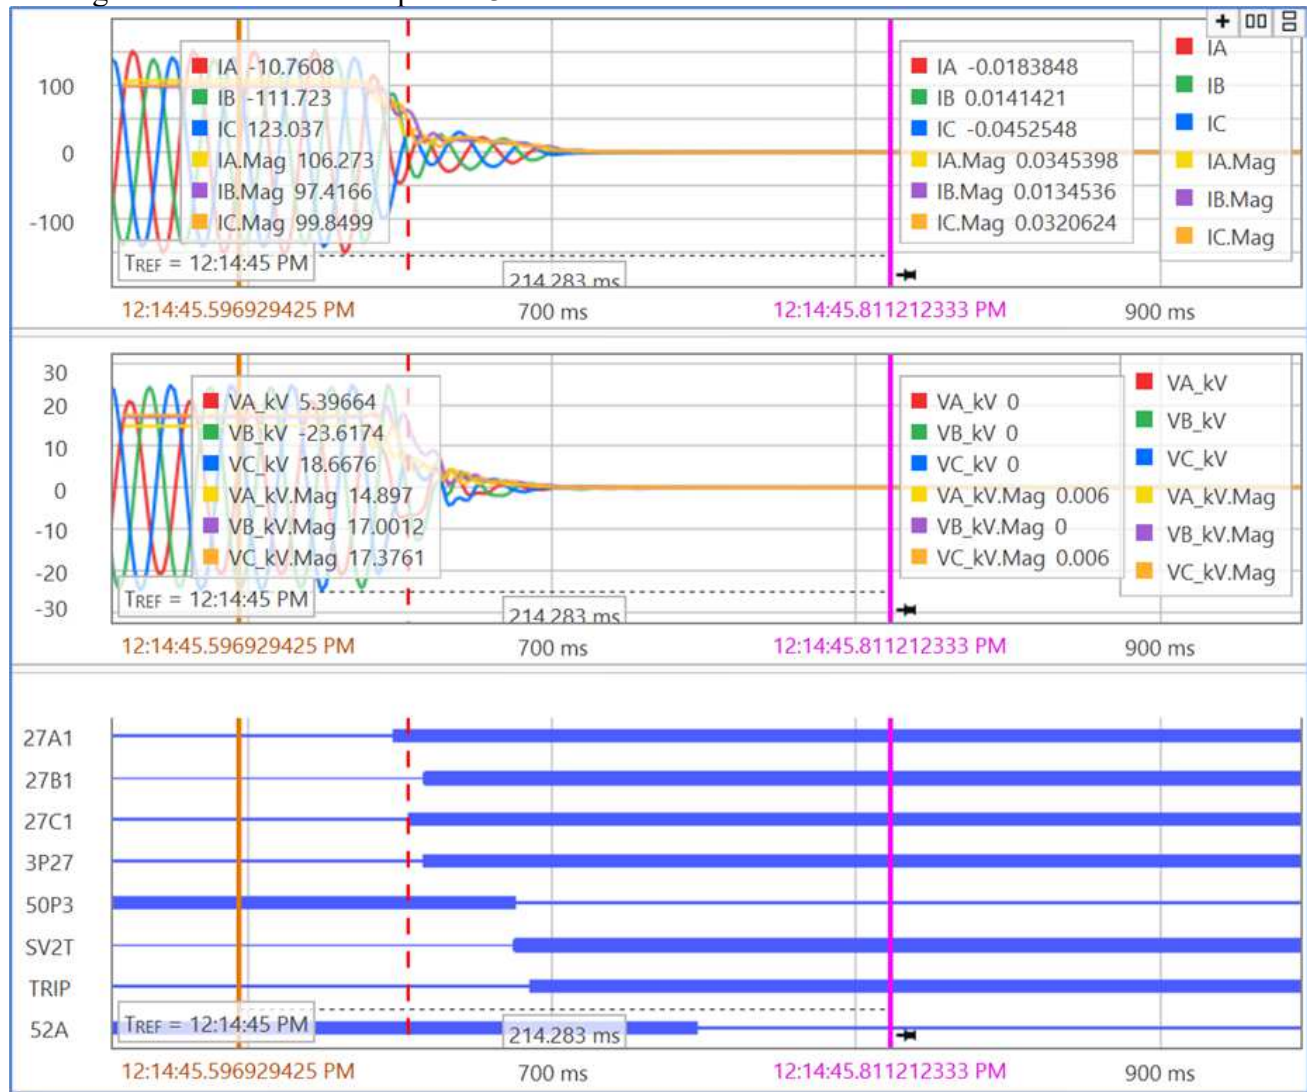 +
IA -10.7608
IB -111.723
IC 123.037
IA.Mag 106.273
IB.Mag 97.4166
IC.Mag 99.8499
IA -0.0183848
IB 0.0141421
IC -0.0452548
IA.Mag 0.0345398
IB.Mag 0.0134536
IC.Mag 0.0320624
IA
IB
IC
IA.Mag
IB.Mag
IC.Mag
100
0
-100
TREF = 12:14:45 PM
214.283 ms
12:14:45.596929425 PM
700 ms
12:14:45.811212333 PM
900 ms
30
20
10
0
-10
-20
-30
VA_kV 5.39664
VB_kV -23.6174
VC_kV 18.6676
VA_kV.Mag 14.897
VB_kV.Mag 17.0012
VC_kV.Mag 17.3761
VA_kV 0
VB_kV 0
VC_kV 0
VA_kV.Mag 0.006
VB_kV.Mag 0
VC_kV.Mag 0.006
VA_kV
VB_kV
VC_kV
VA_kV.Mag
VB_kV.Mag
VC_kV.Mag
TREF = 12:14:45 PM
214.283 ms
12:14:45.596929425 PM
700 ms
12:14:45.811212333 PM
900 ms
27A1
27B1
27C1
3P27
50P3
SV2T
TRIP
52A
TREF = 12:14:45 PM
214.283 ms
12:14:45.596929425 PM
700 ms
12:14:45.811212333 PM
900 ms